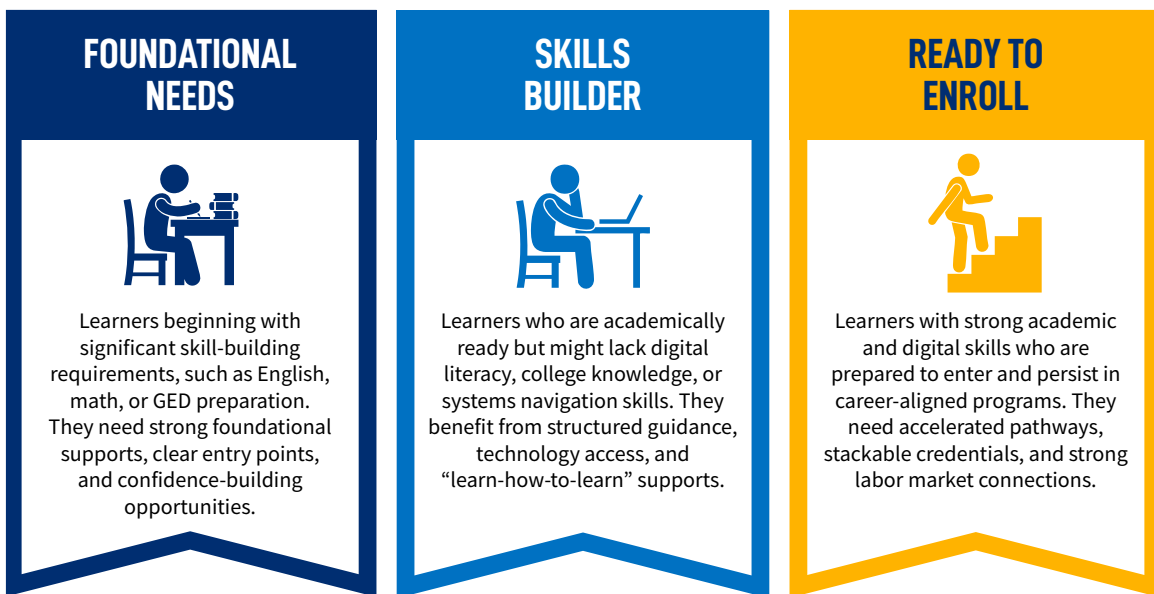 FOUNDATIONAL
NEEDS
Learners beginning with
significant skill-building
requirements, such as English,
math, or GED preparation.
They need strong foundational
supports, clear entry points,
and confidence-building
opportunities.
SKILLS
BUILDER
Learners who are academically
ready but might lack digital
literacy, college knowledge, or
systems navigation skills. They
benefit from structured guidance,
technology access, and
“learn-how-to-learn” supports.
READY TO
ENROLL
Learners with strong academic
and digital skills who are
prepared to enter and persist in
career-aligned programs. They
need accelerated pathways,
stackable credentials, and strong
labor market connections.